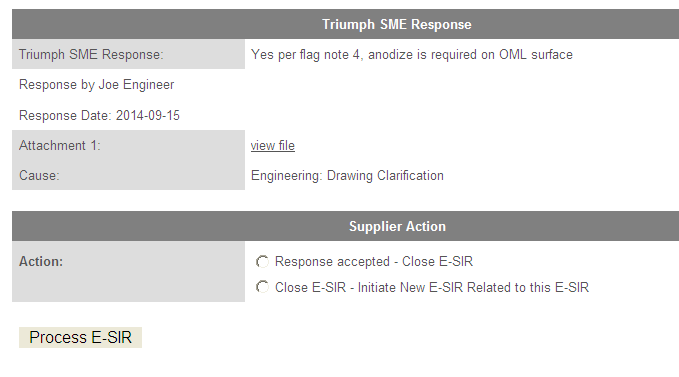 Triumph SME Response
Triumph SME Response: Yes per flag note 4, anodize is required on OML surface
Response by Joe Engineer
Response Date: 2014-09-15
Attachment 1: view file
Cause: Engineering: Drawing Clarification
Supplier Action
Action: Response accepted - Close E-SIR
Close E-SIR - Initiate New E-SIR Related to this E-SIR
Process E-SIR